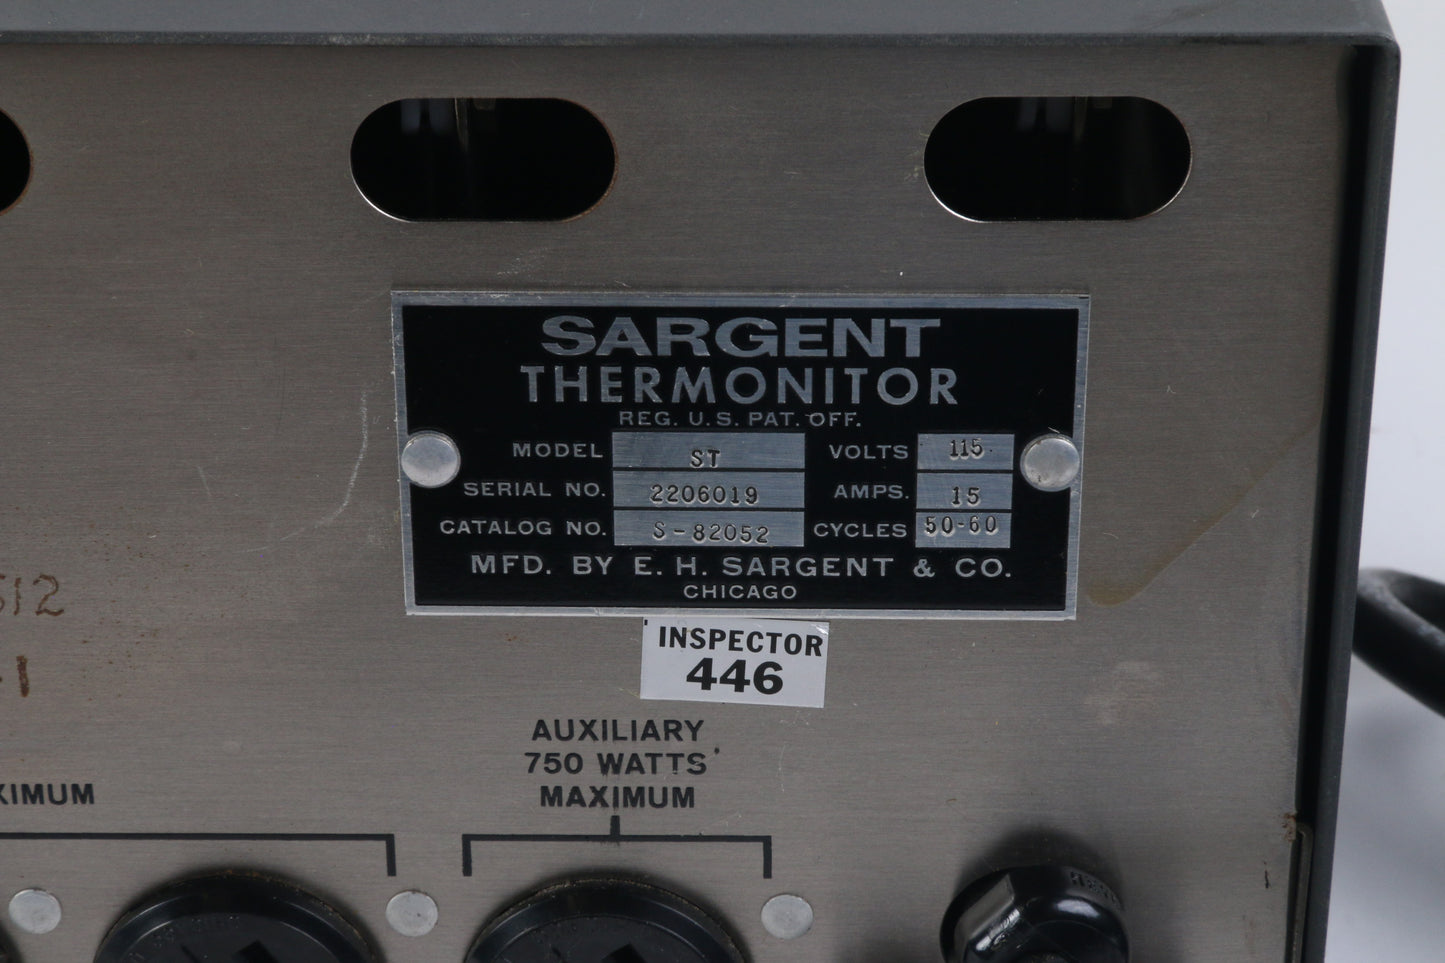 SARGENT
THERMONITOR
REG. U.S. PAT. OFF.
MODEL ST VOLTS 115
SERIAL NO. 2206019 AMPS. 15
CATALOG NO. S-82052 CYCLES 50-60
MFD. BY E. H. SARGENT & CO.
CHICAGO
INSPECTOR
446
AUXILIARY
750 WATTS
MAXIMUM